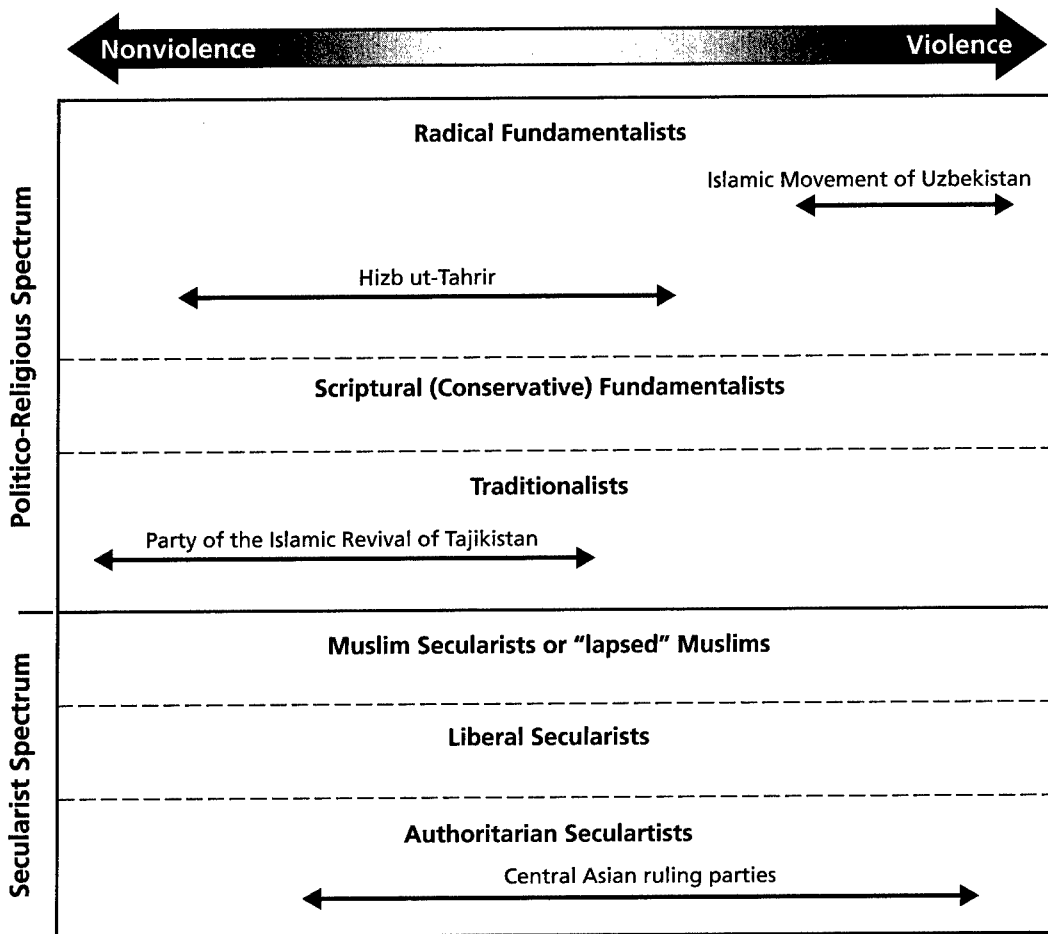 Nonviolence
Violence
Politico-Religious Spectrum
Radical Fundamentalists
Islamic Movement of Uzbekistan
Hizb ut-Tahrir
Scriptural (Conservative) Fundamentalists
Traditionalists
Party of the Islamic Revival of Tajikistan
Secularist Spectrum
Muslim Secularists or “lapsed” Muslims
Liberal Secularists
Authoritarian Seculartists
Central Asian ruling parties